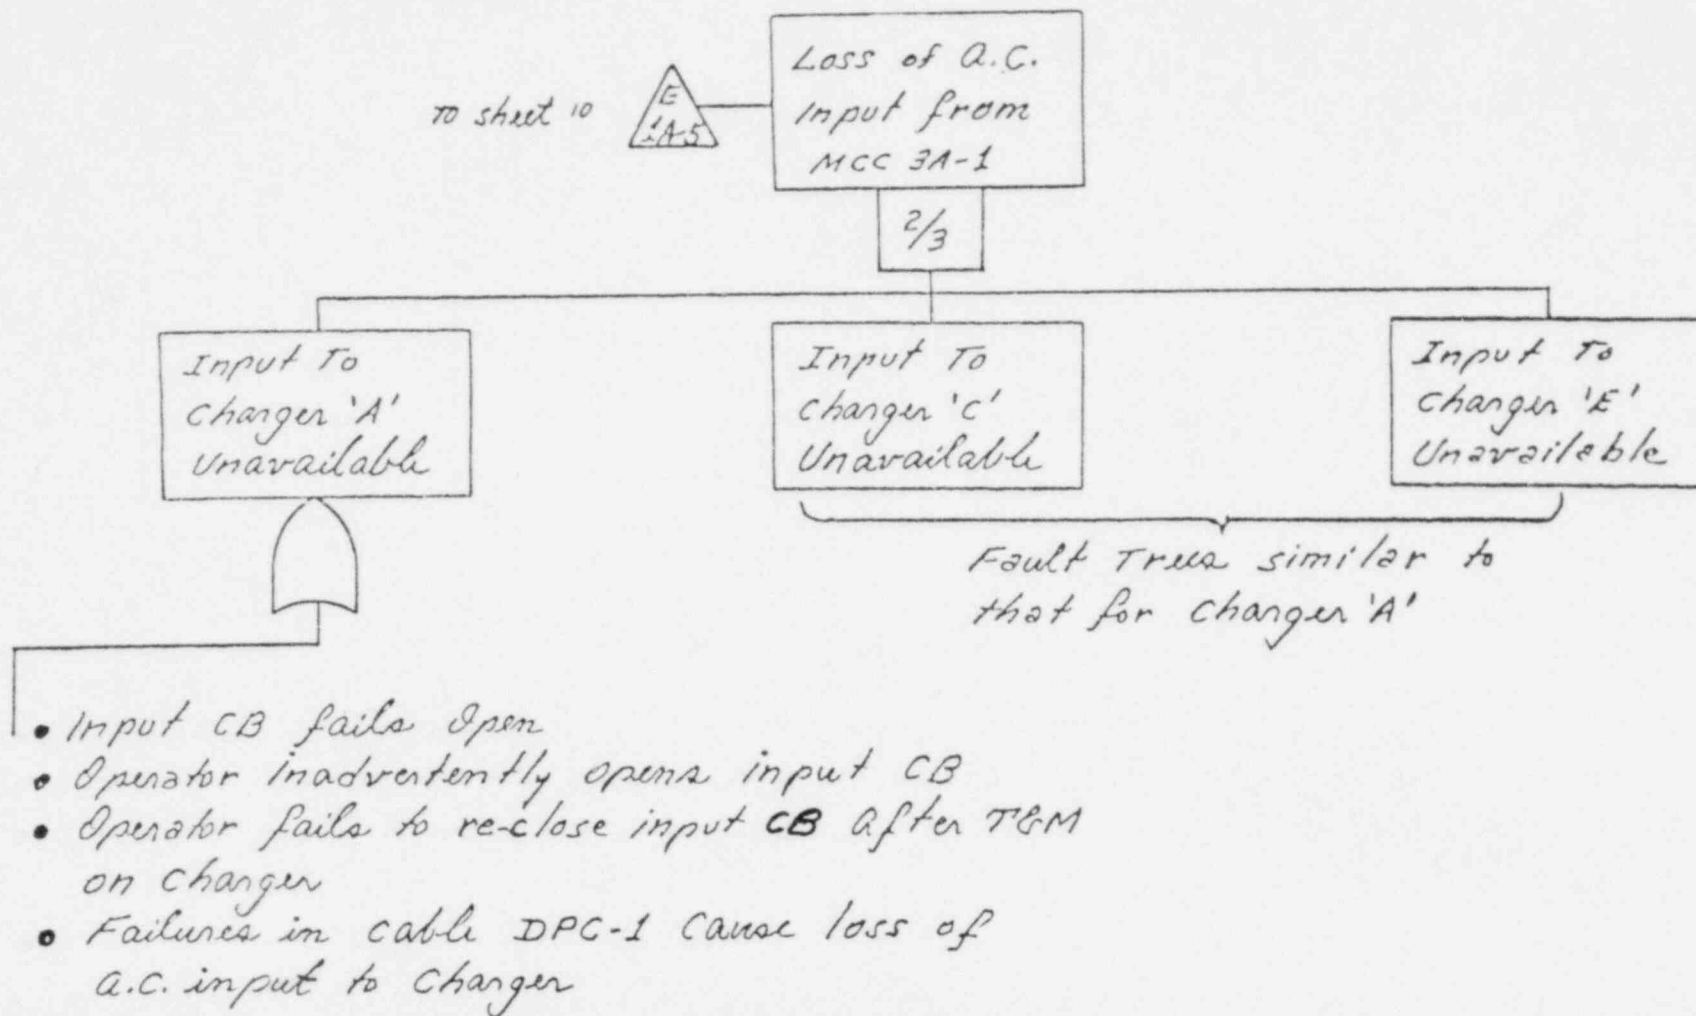 Loss of A.C.
Input from
MCC 3A-1
To sheet 10
E
1A-5
2/3
Input To
Charger 'A'
Unavailable
Input To
Charger 'C'
Unavailable
Input To
Charger 'E'
Unavailable
Fault Trees similar to
that for Charger 'A'
• Input CB fails Open
• Operator inadvertently opens input CB
• Operator fails to re-close input CB After T&M
on Charger
• Failures in cable DPC-1 Cause loss of
A.C. input to Charger